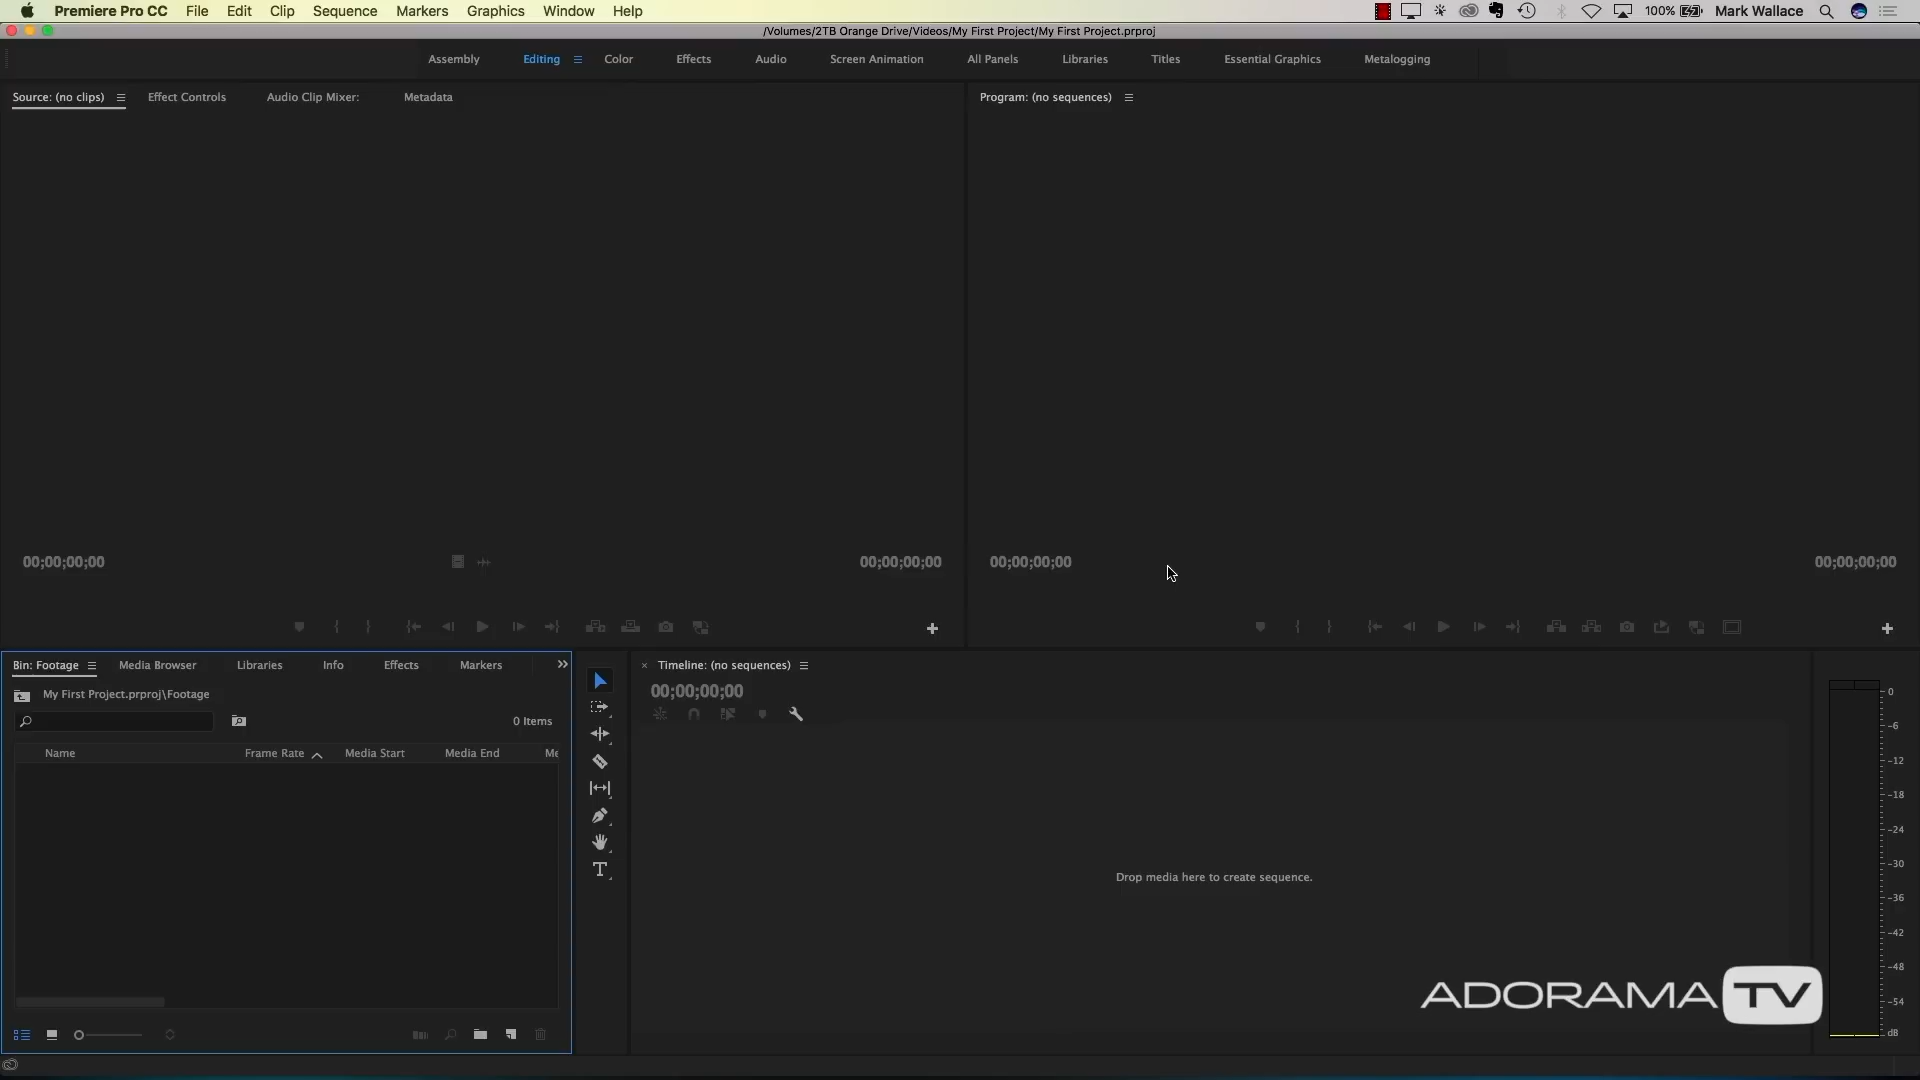 Premiere Pro CC File Edit Clip Sequence Markers Graphics Window Help 100% Mark Wallace
/Volumes/2TB Orange Drive/Videos/My First Project/My First Project.prproj
Assembly Editing Color Effects Audio Screen Animation All Panels Libraries Titles Essential Graphics Metalogging
Source: (no clips) Effect Controls Audio Clip Mixer: Metadata
Program: (no sequences)
00;00;00;00 00;00;00;00
00;00;00;00 00;00;00;00
Bin: Footage Media Browser Libraries Info Effects Markers
My First Project.prproj\Footage
0 Items
Name Frame Rate Media Start Media End Me
Timeline: (no sequences)
00;00;00;00
Drop media here to create sequence.
0
-6
-12
-18
-24
-30
-36
-42
-48
-54
dB
ADORAMA TV